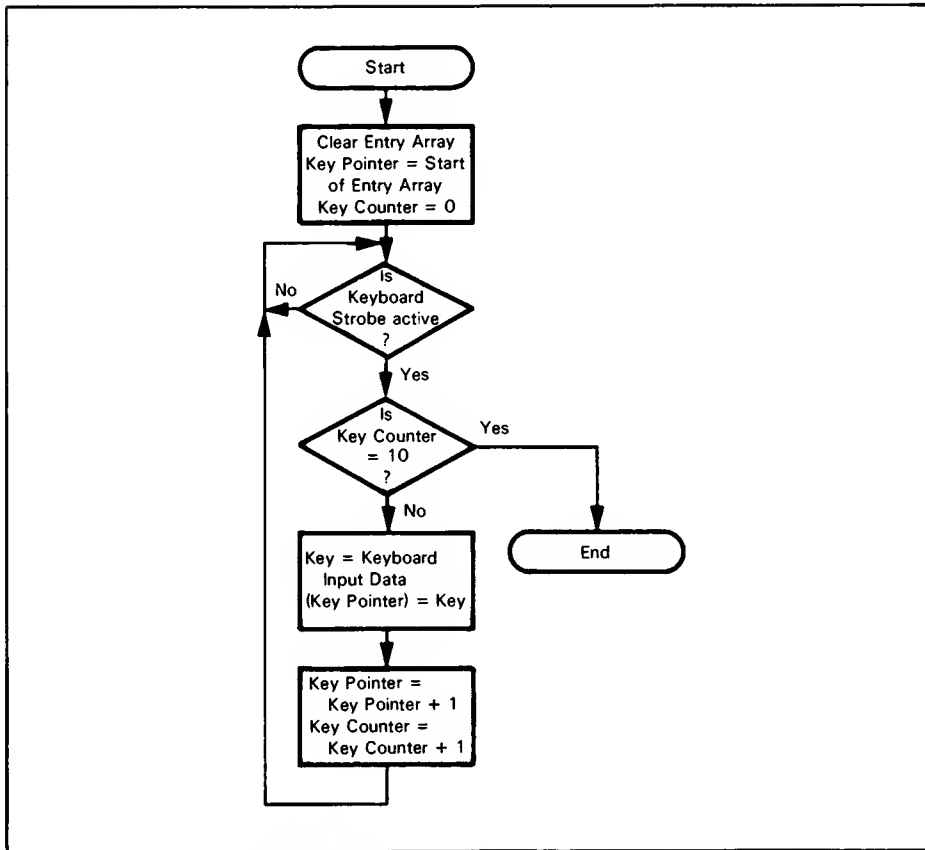 Start
Clear Entry Array
Key Pointer = Start
of Entry Array
Key Counter = 0
Is
Keyboard
Strobe active
?
No
Yes
Is
Key Counter
= 10
?
Yes
No
Key = Keyboard
Input Data
(Key Pointer) = Key
End
Key Pointer =
Key Pointer + 1
Key Counter =
Key Counter + 1